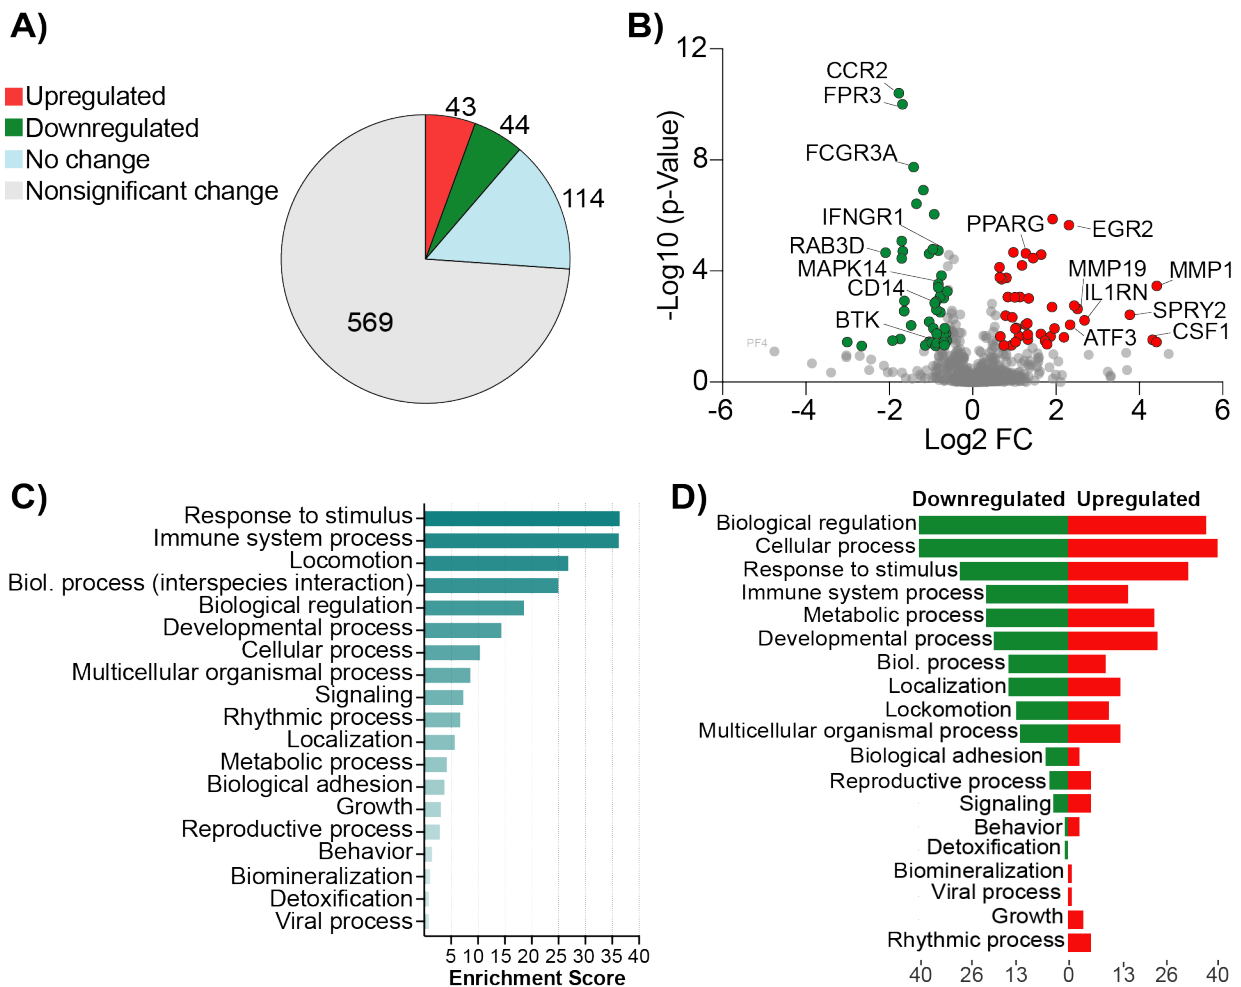 A)
Upregulated
Downregulated
No change
Nonsignificant change
43
44
114
569
B)
-Log10 (p-Value)
12
8
4
0
-6
-4
-2
0
2
4
6
Log2 FC
CCR2
FPR3
FCGR3A
IFNGR1
RAB3D
MAPK14
CD14
BTK
PF4
PPARG
EGR2
MMP19
MMP1
IL1RN
SPRY2
ATF3
CSF1
C)
Response to stimulus
Immune system process
Locomotion
Biol. process (interspecies interaction)
Biological regulation
Developmental process
Cellular process
Multicellular organismal process
Signaling
Rhythmic process
Localization
Metabolic process
Biological adhesion
Growth
Reproductive process
Behavior
Biomineralization
Detoxification
Viral process
5 10 15 20 25 30 35 40
Enrichment Score
D)
Downregulated Upregulated
Biological regulation
Cellular process
Response to stimulus
Immune system process
Metabolic process
Developmental process
Biol. process
Localization
Lockomotion
Multicellular organismal process
Biological adhesion
Reproductive process
Signaling
Behavior
Detoxification
Biomineralization
Viral process
Growth
Rhythmic process
40 26 13 0 13 26 40